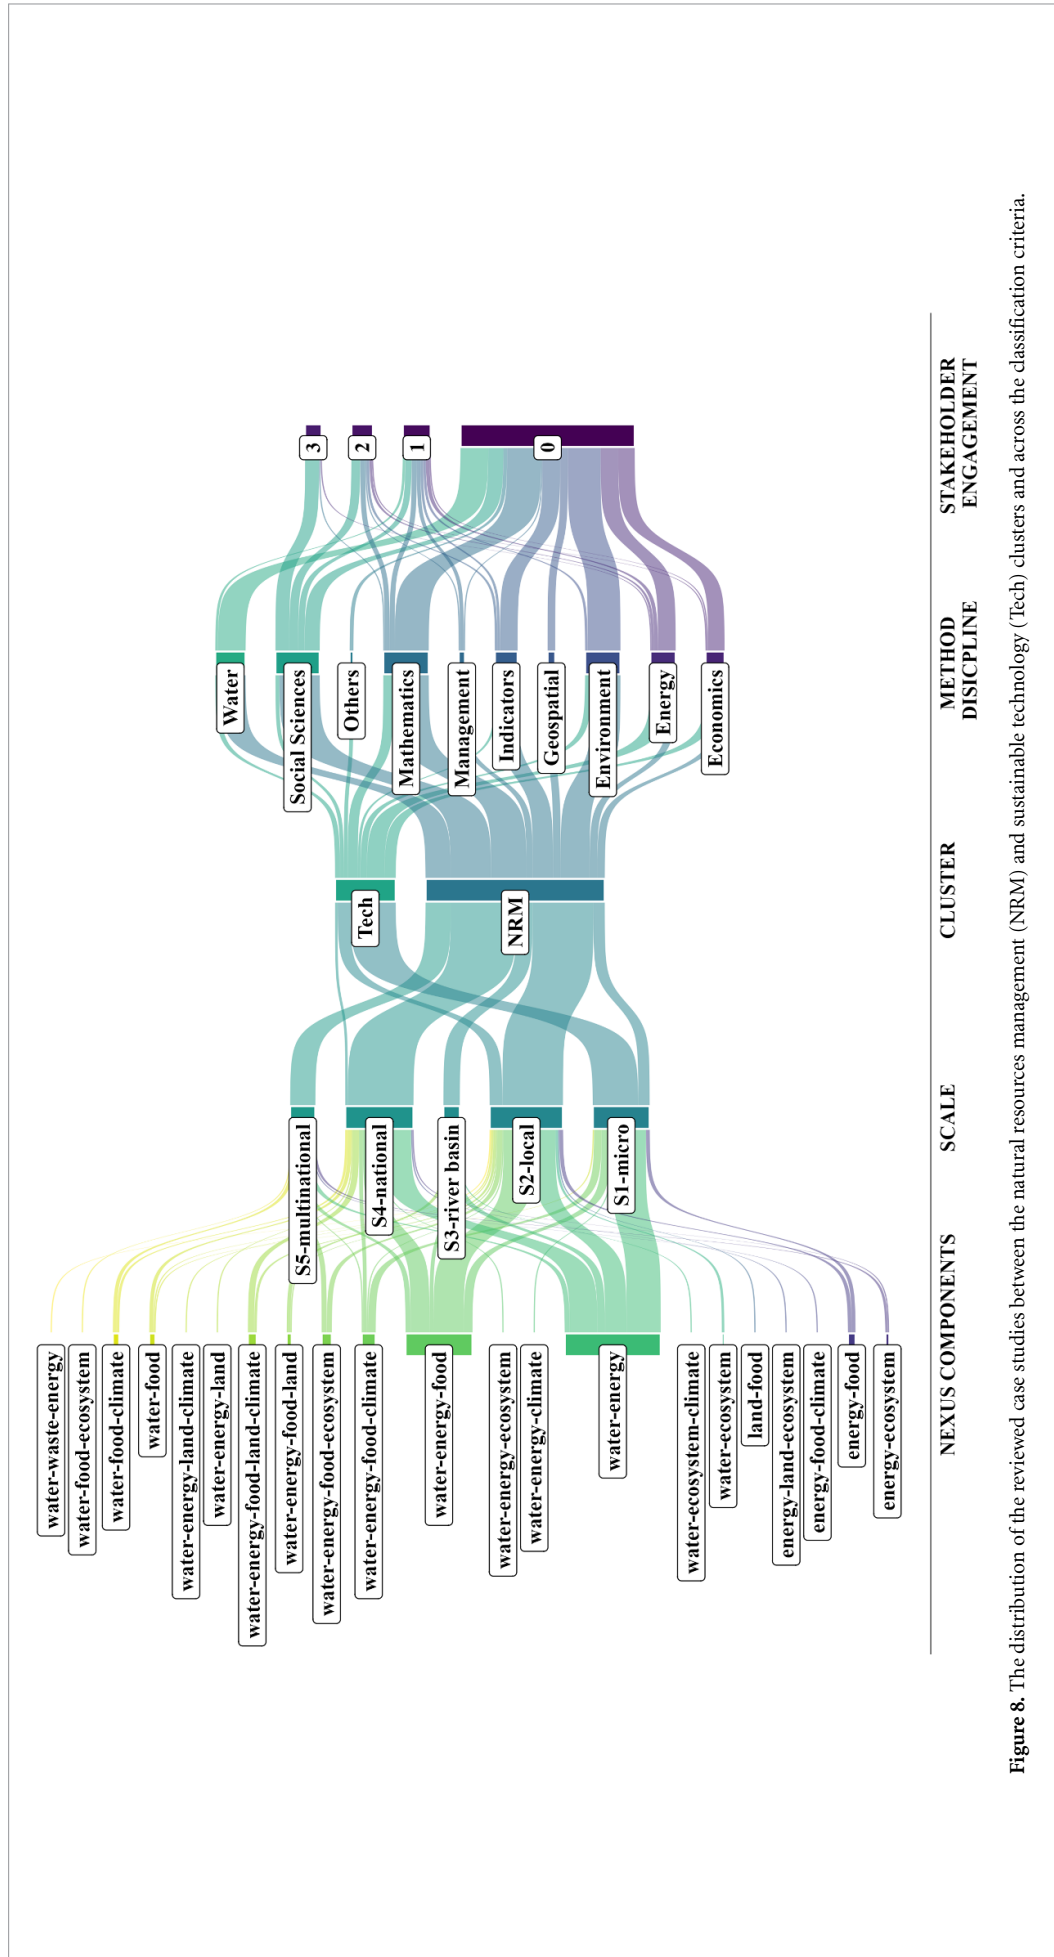 water-waste-energy
water-food-ecosystem
water-food-climate
water-food
water-energy-land-climate
water-energy-land
water-energy-food-land-climate
water-energy-food-land
water-energy-food-ecosystem
water-energy-food-climate
water-energy-food
water-energy-ecosystem
water-energy-climate
water-energy
water-ecosystem-climate
water-ecosystem
land-food
energy-land-ecosystem
energy-food-climate
energy-food
energy-ecosystem
S5-multinational
S4-national
S3-river basin
S2-local
S1-micro
Tech
NRM
Water
Social Sciences
Others
Mathematics
Management
Indicators
Geospatial
Environment
Energy
Economics
3
2
1
0
NEXUS COMPONENTS
SCALE
CLUSTER
METHOD
DISICPLINE
STAKEHOLDER
ENGAGEMENT
Figure 8. The distribution of the reviewed case studies between the natural resources management (NRM) and sustainable technology (Tech) clusters and across the classification criteria.